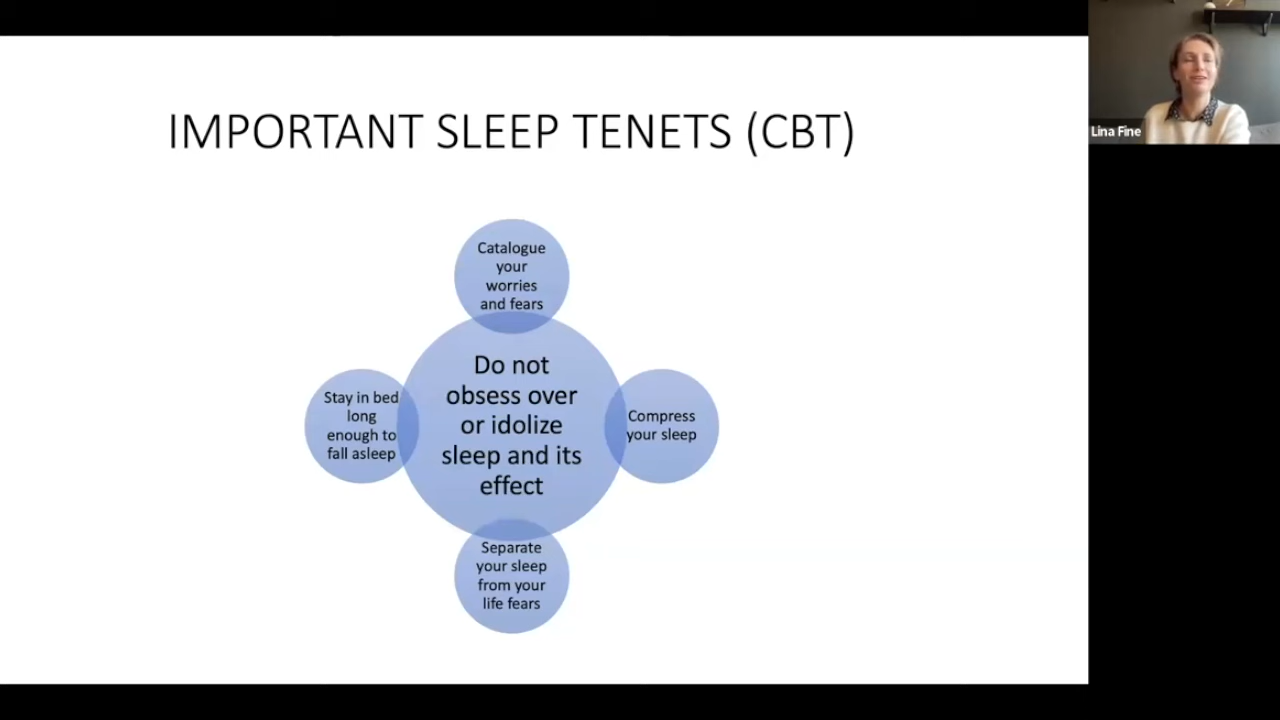 IMPORTANT SLEEP TENETS (CBT)
Lina Fine
Catalogue
your
worries
and fears
Stay in bed
long
enough to
fall asleep
Do not
obsess over
or idolize
sleep and its
effect
Compress
your sleep
Separate
your sleep
from your
life fears